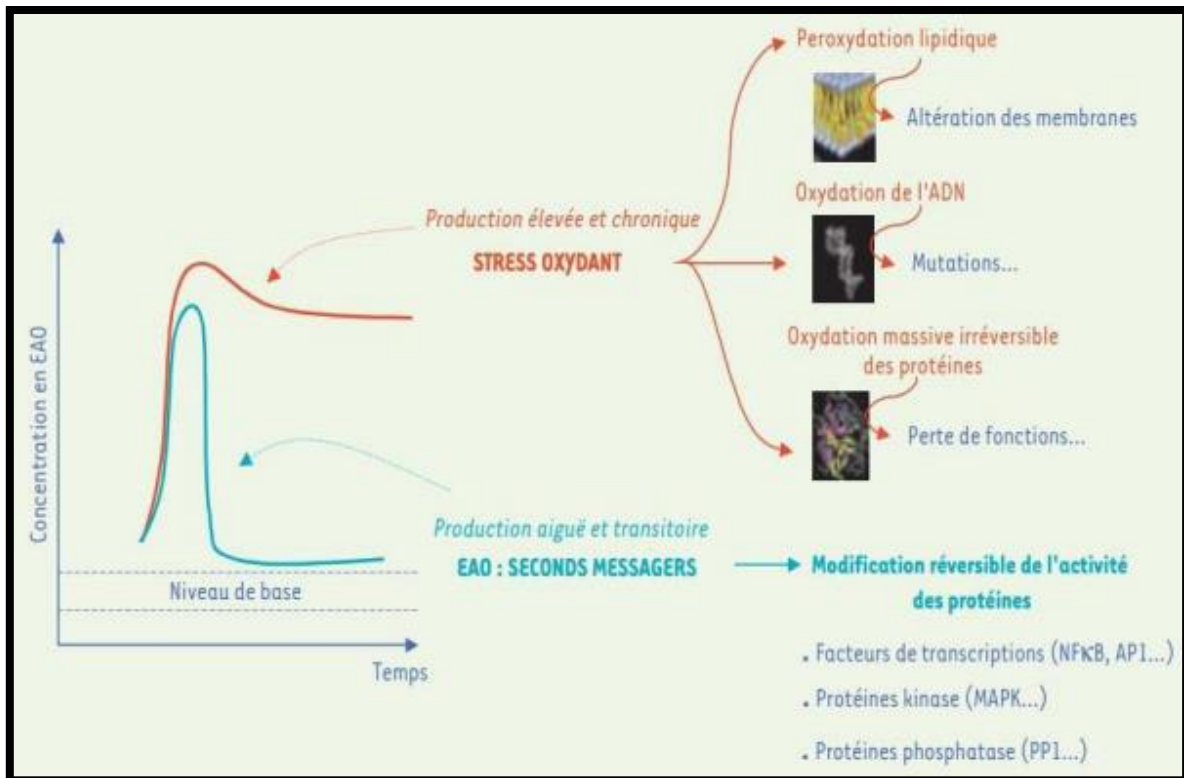 Peroxydation lipidique
Altération des membranes
Oxydation de l'ADN
Mutations...
Oxydation massive irréversible
des protéines
Perte de fonctions...
Production élevée et chronique
STRESS OXYDANT
Concentration en EAO
Production aiguë et transitoire
EAO : SECONDS MESSAGERS
Niveau de base
Temps
Modification réversible de l'activité
des protéines
. Facteurs de transcriptions (NFκB, AP1...)
. Protéines kinase (MAPK...)
. Protéines phosphatase (PP1...)